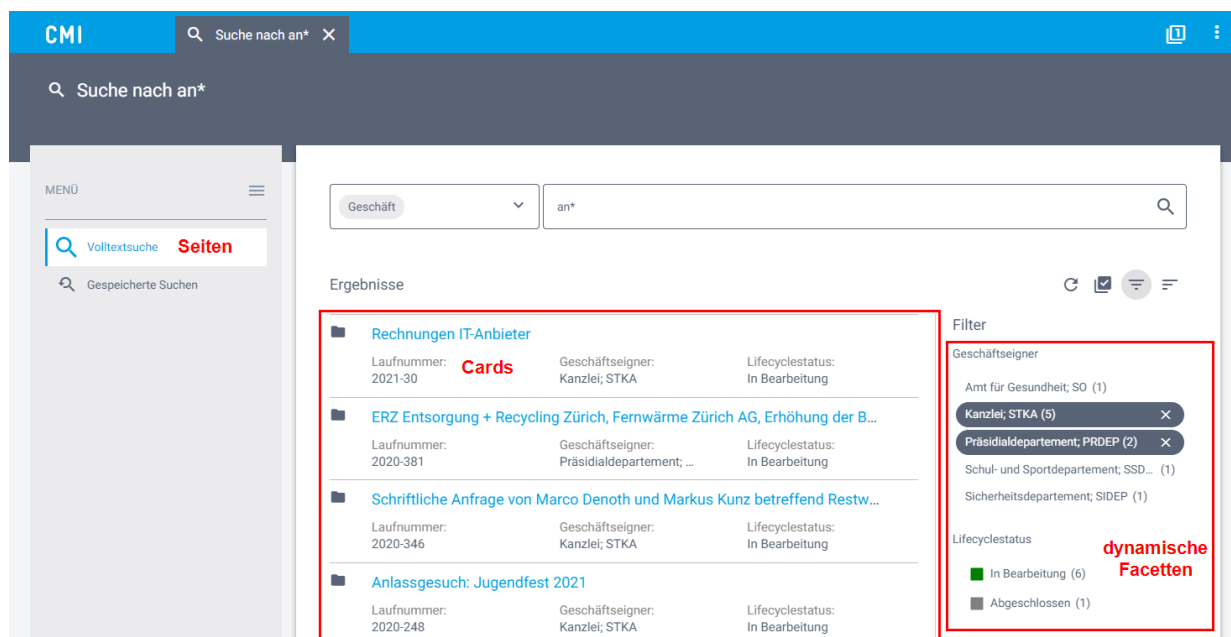 CMI
Suche nach an*
Suche nach an*
MENÜ
Volltextsuche Seiten
Gespeicherte Suchen
Geschäft
an*
Ergebnisse
Rechnungen IT-Anbieter
Laufnummer: Geschäftseigner: Lifecyclestatus:
2021-30 Kanzlei; STKA In Bearbeitung
Cards
ERZ Entsorgung + Recycling Zürich, Fernwärme Zürich AG, Erhöhung der B...
Laufnummer: Geschäftseigner: Lifecyclestatus:
2020-381 Präsidialdepartement; ... In Bearbeitung
Schriftliche Anfrage von Marco Denoth und Markus Kunz betreffend Restw...
Laufnummer: Geschäftseigner: Lifecyclestatus:
2020-346 Kanzlei; STKA In Bearbeitung
Anlassgesuch: Jugendfest 2021
Laufnummer: Geschäftseigner: Lifecyclestatus:
2020-248 Kanzlei; STKA In Bearbeitung
Filter
Geschäftseigner
Amt für Gesundheit; SO (1)
Kanzlei; STKA (5)
Präsidialdepartement; PRDEP (2)
Schul- und Sportdepartement; SSD... (1)
Sicherheitsdepartement; SIDEP (1)
Lifecyclestatus
In Bearbeitung (6)
Abgeschlossen (1)
dynamische
Facetten
1